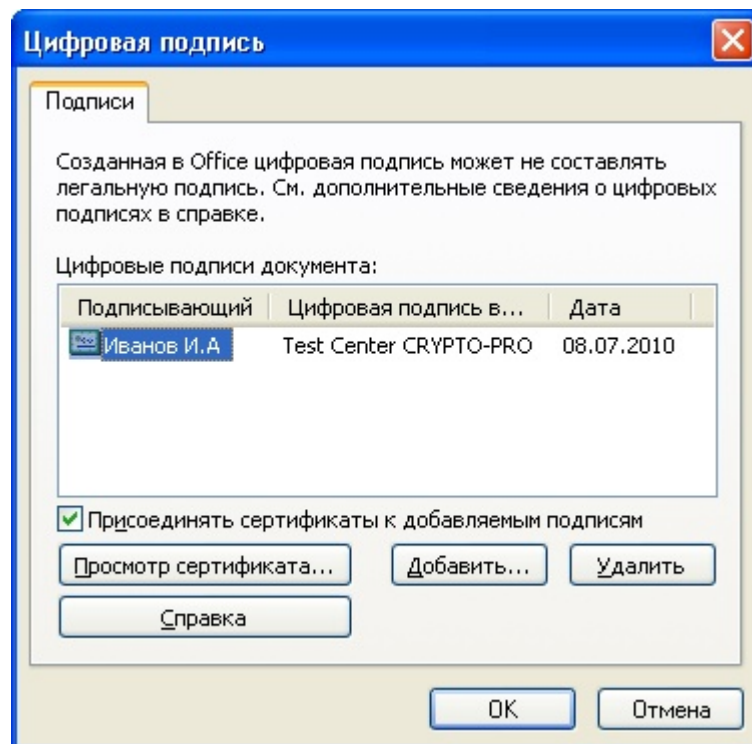 Цифровая подпись
Подписи
Созданная в Office цифровая подпись может не составлять
легальную подпись. См. дополнительные сведения о цифровых
подписях в справке.
Цифровые подписи документа:
Подписывающий Цифровая подпись в... Дата
Иванов И.А Test Center CRYPTO-PRO 08.07.2010
Присоединять сертификаты к добавляемым подписям
Просмотр сертификата... Добавить... Удалить
Справка
OK Отмена